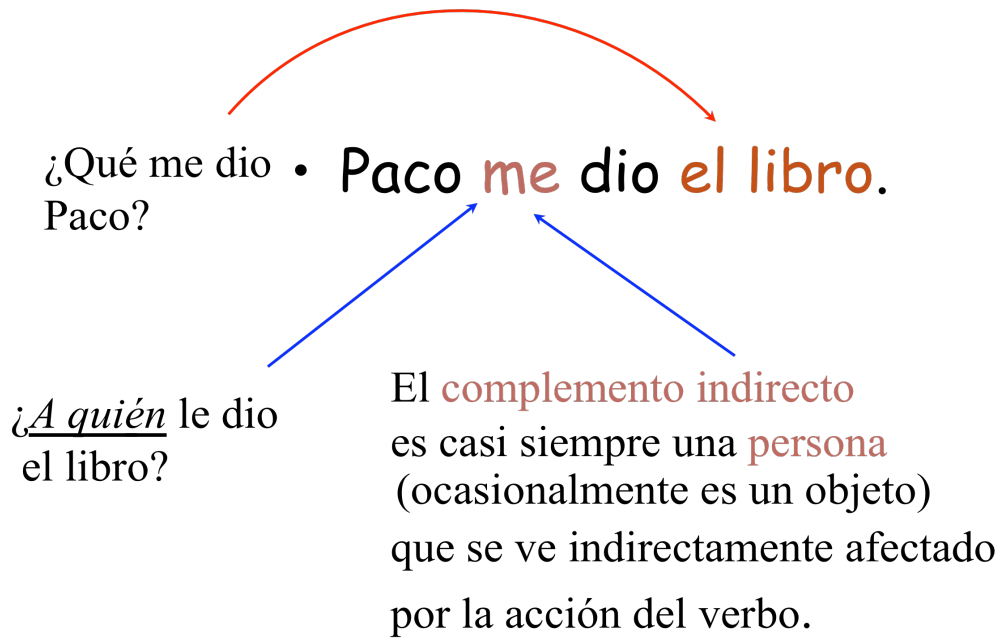 ¿Qué me dio
Paco?
• Paco me dio el libro.
¿A quién le dio
el libro?
El complemento indirecto
es casi siempre una persona
(ocasionalmente es un objeto)
que se ve indirectamente afectado
por la acción del verbo.